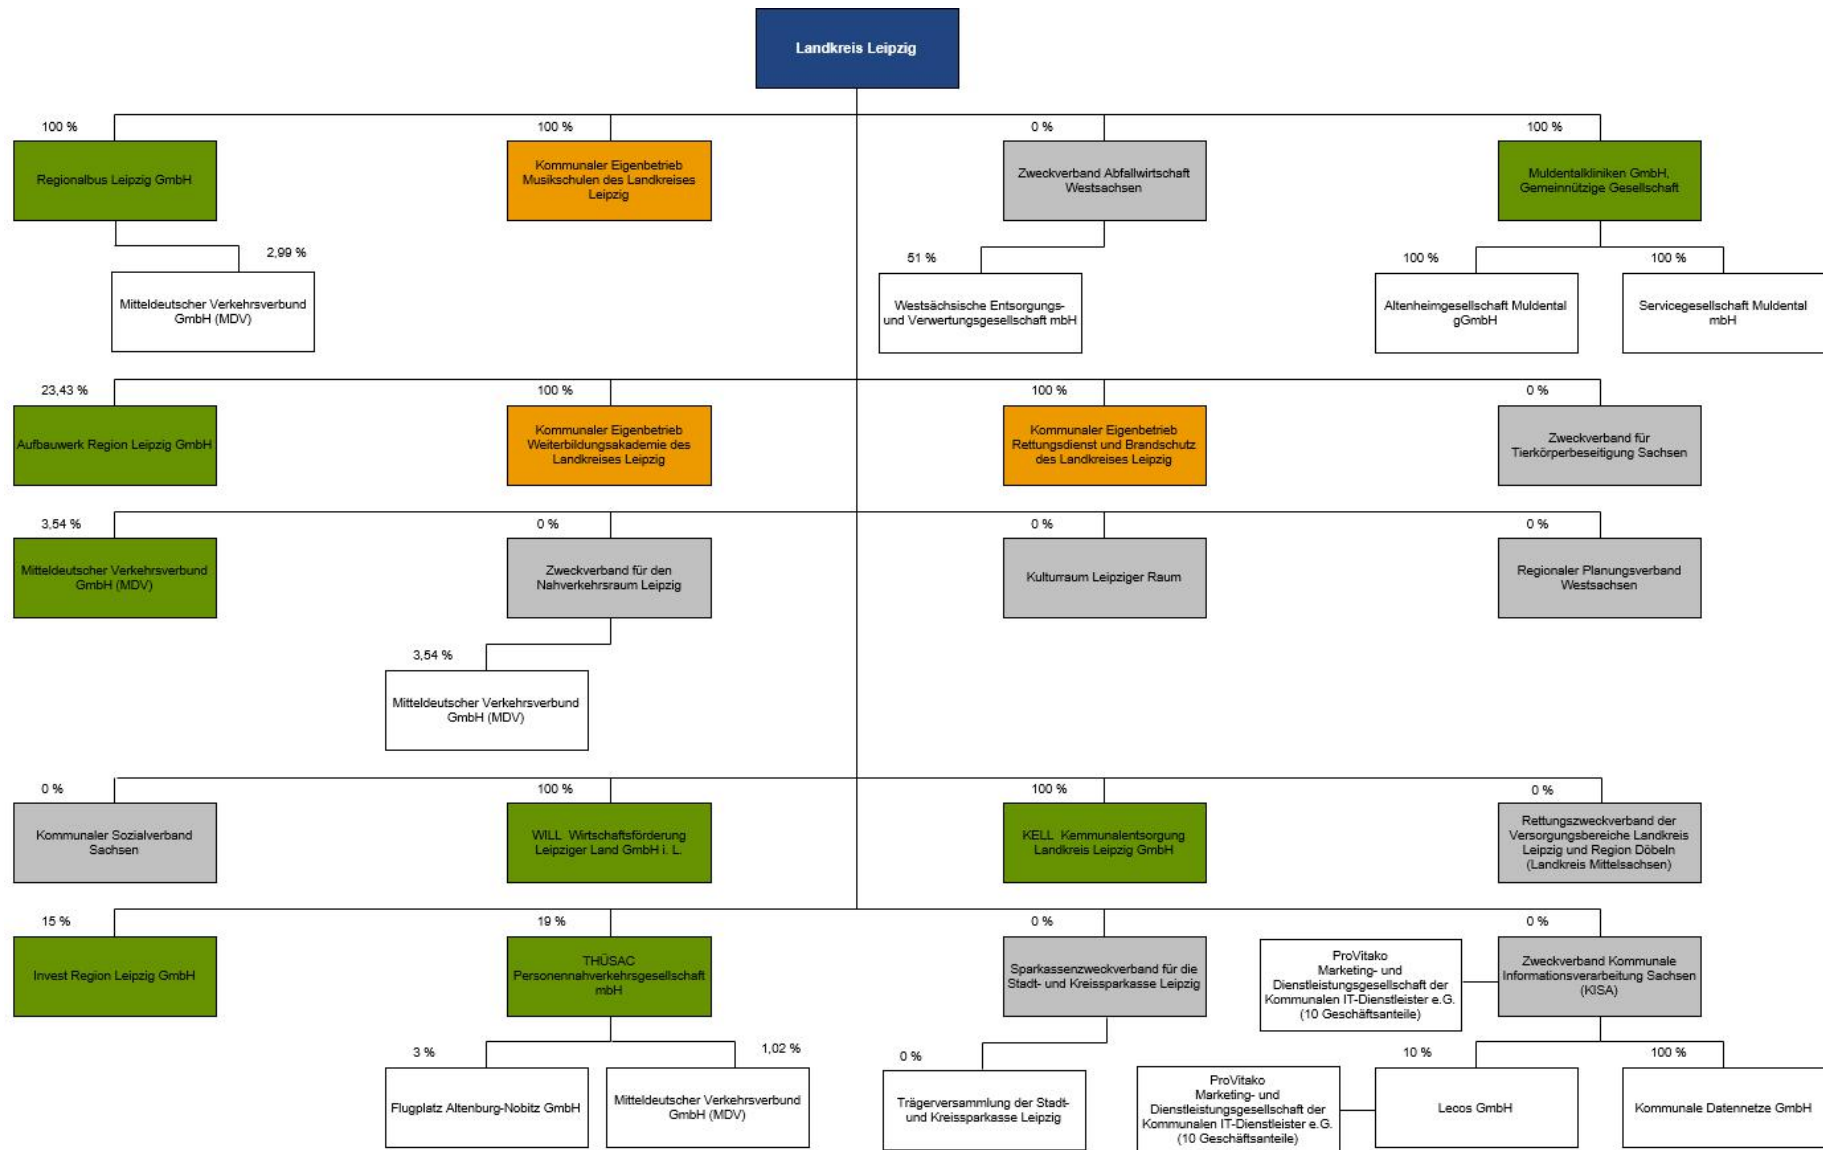 Landkreis Leipzig
100 %
100 %
0 %
100 %
Regionalbus Leipzig GmbH
Kommunaler Eigenbetrieb
Musikschulen des Landkreises
Leipzig
Zweckverband Abfallwirtschaft
Westsachsen
Muldentalkliniken GmbH,
Gemeinnützige Gesellschaft
2,99 %
51 %
100 %
100 %
Mitteldeutscher Verkehrsverbund
GmbH (MDV)
Westsächsische Entsorgungs-
und Verwertungsgesellschaft mbH
Altenheimgesellschaft Muldental
gGmbH
Servicegesellschaft Muldental
mbH
23,43 %
100 %
100 %
0 %
Aufbauwerk Region Leipzig GmbH
Kommunaler Eigenbetrieb
Weiterbildungsakademie des
Landkreises Leipzig
Kommunaler Eigenbetrieb
Rettungsdienst und Brandschutz
des Landkreises Leipzig
Zweckverband für
Tierkörperbeseitigung Sachsen
3,54 %
0 %
0 %
0 %
Mitteldeutscher Verkehrsverbund
GmbH (MDV)
Zweckverband für den
Nahverkehrsraum Leipzig
Kulturraum Leipziger Raum
Regionaler Planungsverband
Westsachsen
3,54 %
Mitteldeutscher Verkehrsverbund
GmbH (MDV)
0 %
100 %
100 %
0 %
Kommunaler Sozialverband
Sachsen
WILL Wirtschaftsförderung
Leipziger Land GmbH i. L.
KELL Kemmunalentsorgung
Landkreis Leipzig GmbH
Rettungszweckverband der
Versorgungsbereiche Landkreis
Leipzig und Region Döbeln
(Landkreis Mittelsachsen)
15 %
19 %
0 %
0 %
Invest Region Leipzig GmbH
THÜSAC
Personennahverkehrsgesellschaft
mbH
Sparkassenzweckverband für die
Stadt- und Kreissparkasse Leipzig
ProVitako
Marketing- und
Dienstleistungsgesellschaft der
Kommunalen IT-Dienstleister e.G.
(10 Geschäftsanteile)
Zweckverband Kommunale
Informationsverarbeitung Sachsen
(KISA)
3 %
1,02 %
0 %
10 %
100 %
Flugplatz Altenburg-Nobitz GmbH
Mitteldeutscher Verkehrsverbund
GmbH (MDV)
Trägerversammlung der Stadt-
und Kreissparkasse Leipzig
ProVitako
Marketing- und
Dienstleistungsgesellschaft der
Kommunalen IT-Dienstleister e.G.
(10 Geschäftsanteile)
Lecos GmbH
Kommunale Datennetze GmbH